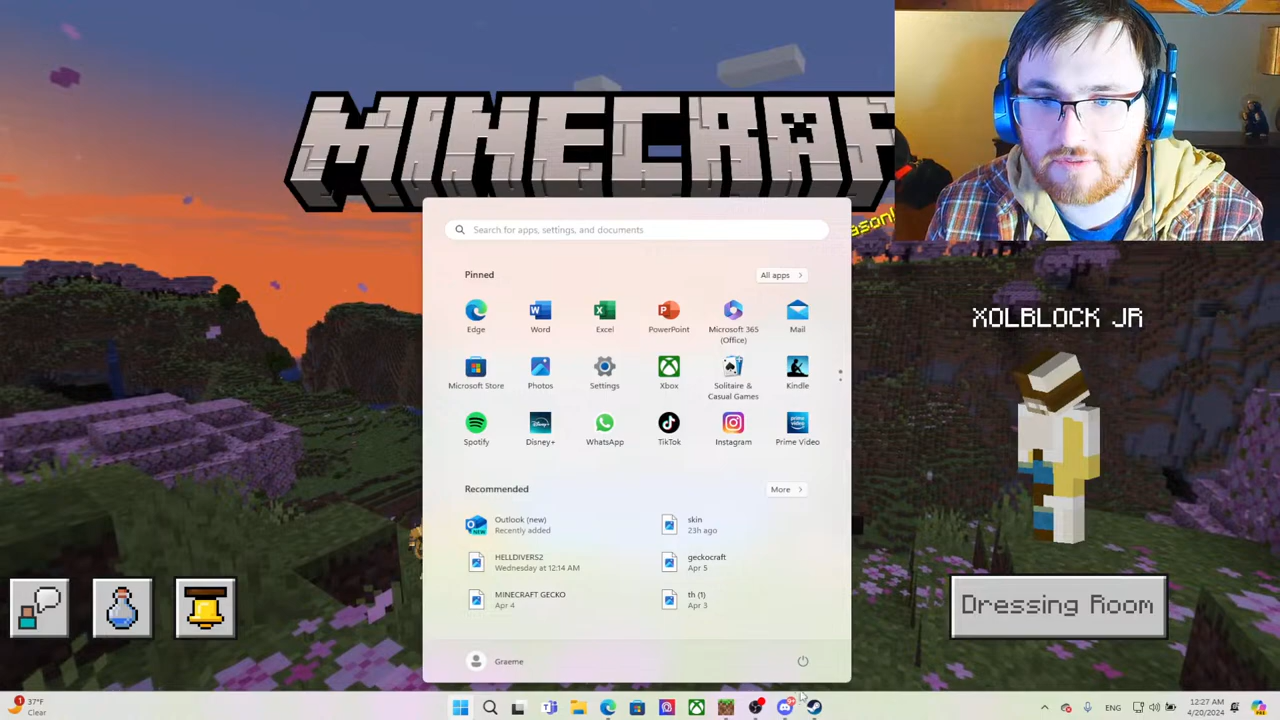 MINECRAF
ason!
Search for apps, settings, and documents
Pinned
All apps
Edge
Word
Excel
PowerPoint
Microsoft 365
(Office)
Mail
Microsoft Store
Photos
Settings
Xbox
Solitaire &
Casual Games
Kindle
Spotify
Disney+
WhatsApp
TikTok
Instagram
Prime Video
Recommended
More
Outlook (new)
Recently added
skin
23h ago
HELLDIVERS2
Wednesday at 12:14 AM
geckocraft
Apr 5
MINECRAFT GECKO
Apr 4
th (1)
Apr 3
Graeme
XOLBLOCK JR
Dressing Room
1
37°F
Clear
ENG
12:27 AM
4/20/2024